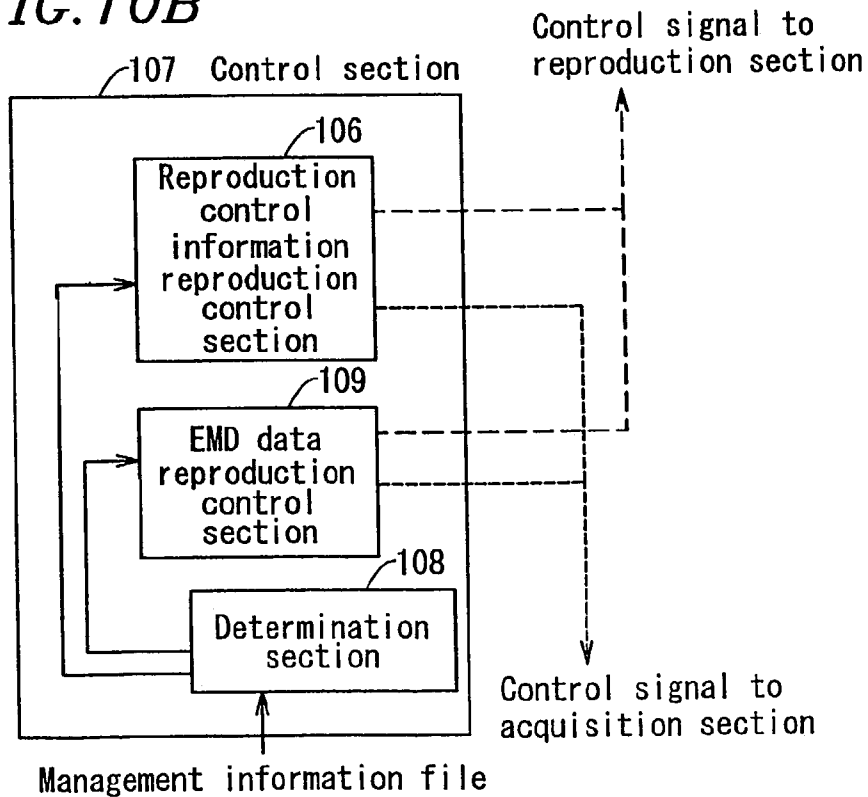 IG. 10B
Control signal to
reproduction section
107 Control section
106
Reproduction
control
information
reproduction
control
section
109
EMD data
reproduction
control
section
108
Determination
section
Control signal to
acquisition section
Management information file